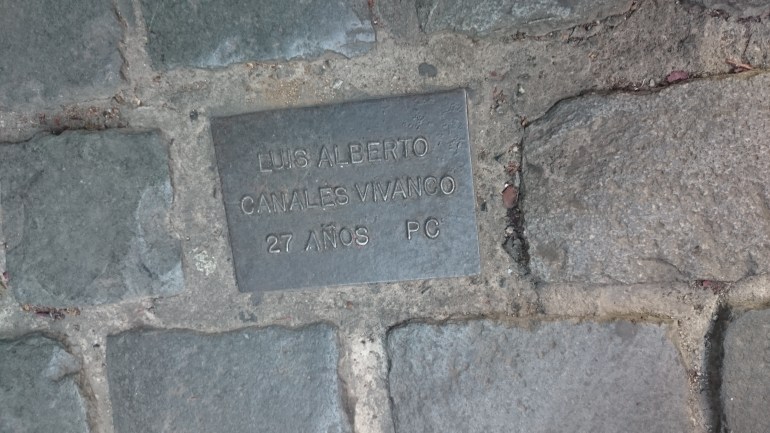 LUIS ALBERTO
CANALES VIVANCO
27 AÑOS PC